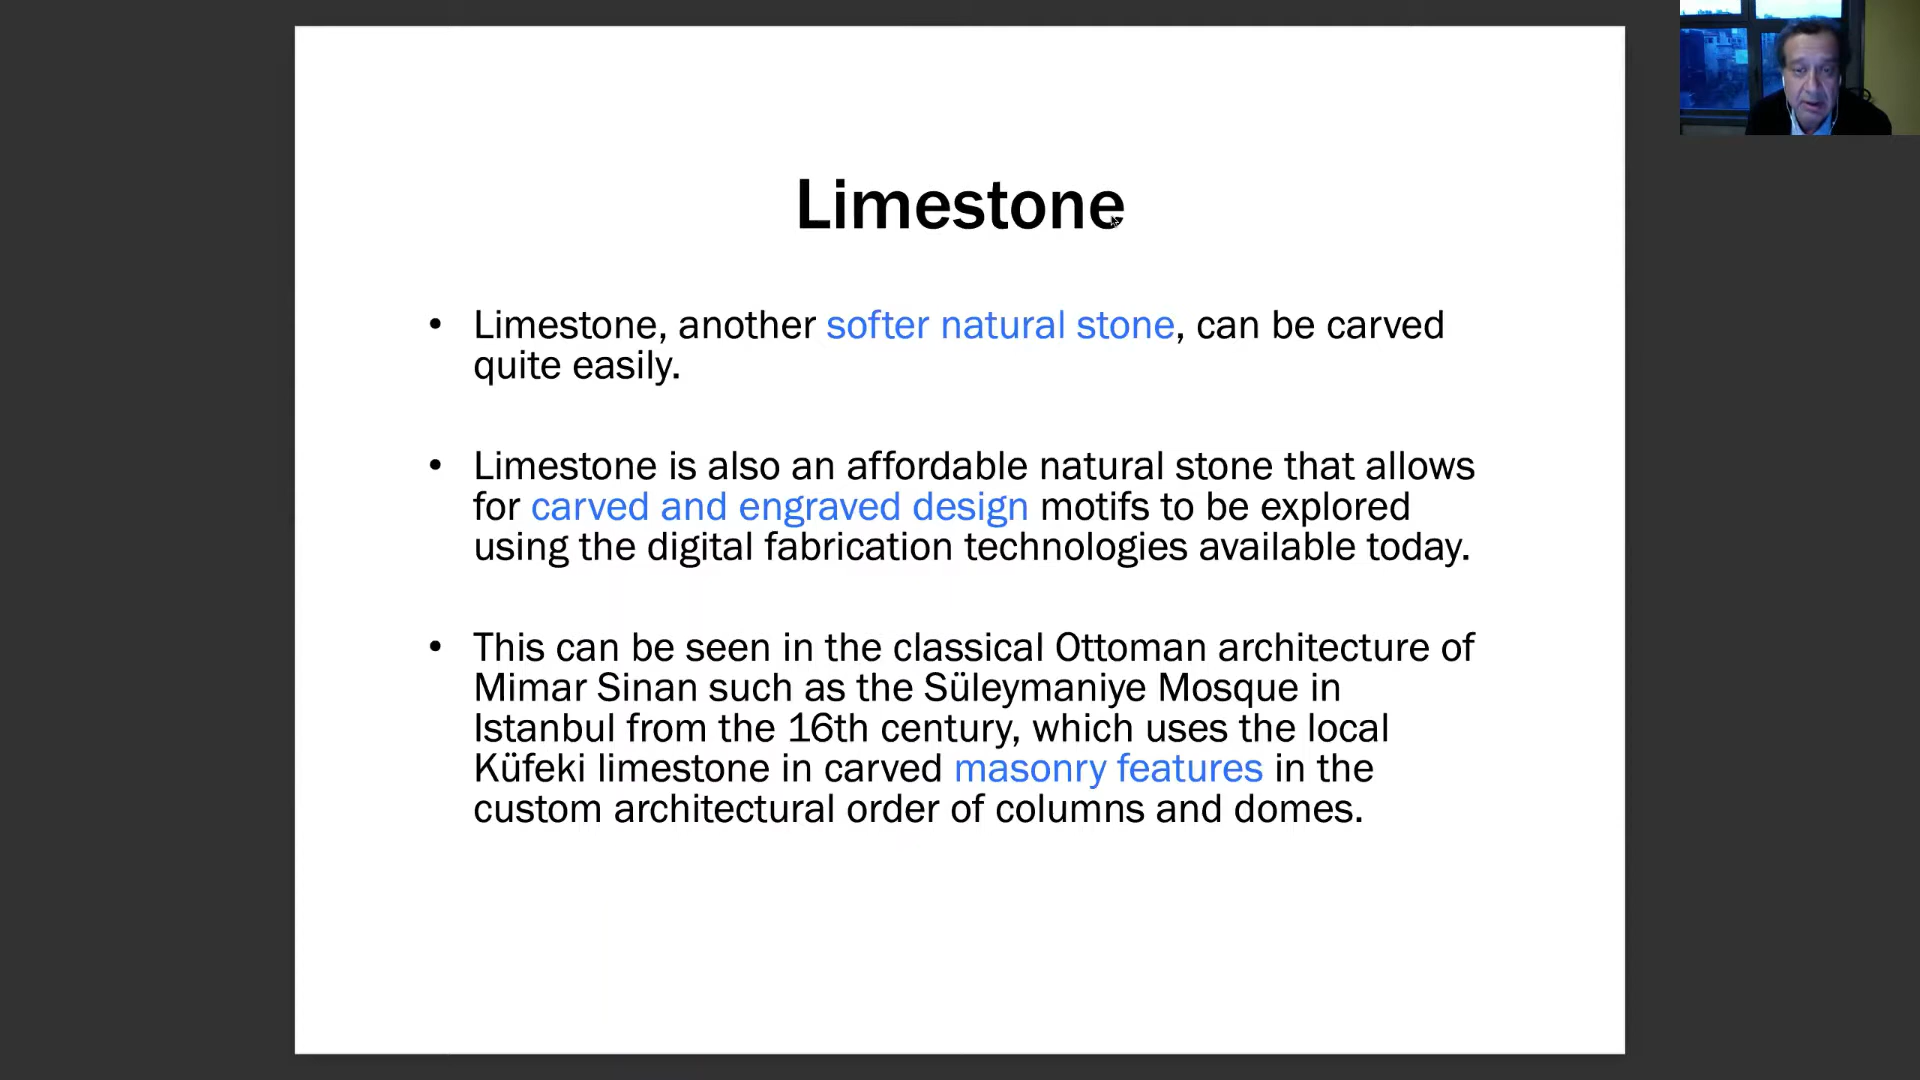 Limestone
• Limestone, another softer natural stone, can be carved
quite easily.
• Limestone is also an affordable natural stone that allows
for carved and engraved design motifs to be explored
using the digital fabrication technologies available today.
• This can be seen in the classical Ottoman architecture of
Mimar Sinan such as the Süleymaniye Mosque in
Istanbul from the 16th century, which uses the local
Küfeki limestone in carved masonry features in the
custom architectural order of columns and domes.